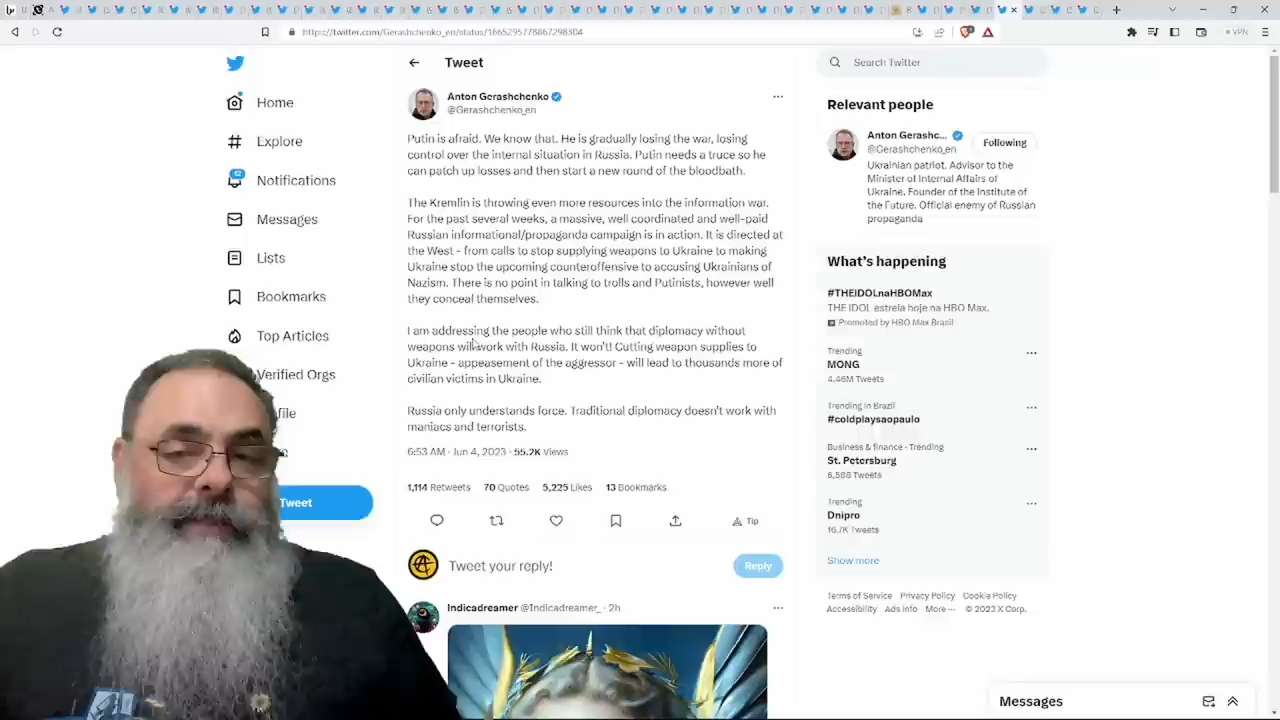 https://twitter.com/Gerashchenko_en/status/1665295778867298304
VPN
Home
Explore
Notifications
Messages
Lists
Bookmarks
Top Articles
Verified Orgs
Tweet
Tweet
Anton Gerashchenko
@Gerashchenko_en
Putin is afraid. We know that. He is gradually losing the war, losing
control over the internal situation in Russia. Putin needs a truce so he
can patch up losses and then start a new round of the bloodbath.
The Kremlin is throwing even more resources into the information war.
For the past several weeks, a massive, well coordinated and well-paid
Russian informational/propaganda campaign is in action. It is directed at
the West - from calls to stop supplying weapons to Ukraine to making
Ukraine stop the upcoming counteroffensive to accusing Ukrainians of
Nazism. There is no point in talking to trolls and Putinists, however well
they conceal themselves.
I am addressing the people who still think that diplomacy without
weapons will work with Russia. It won't! Cutting weapon supplies to
Ukraine - appeasement of the aggressor - will lead to thousands more of
civilian victims in Ukraine.
Russia only understands force. Traditional diplomacy doesn't work with
maniacs and terrorists.
6:53 AM · Jun 4, 2023 · 55.2K Views
1,114 Retweets 70 Quotes 5,225 Likes 13 Bookmarks
Tip
Tweet your reply!
Reply
Indicadreamer @Indicadreamer_ · 2h
Search Twitter
Relevant people
Anton Gerashc...
@Gerashchenko_en
Following
Ukrainian patriot. Advisor to the
Minister of Internal Affairs of
Ukraine. Founder of the Institute of
the Future. Official enemy of Russian
propaganda
What's happening
#THEIDOLnaHBOMax
THE IDOL estreia hoje na HBO Max.
Promoted by HBO Max Brasil
Trending
MONG
4.46M Tweets
Trending in Brazil
#coldplaysaopaulo
Business & finance · Trending
St. Petersburg
6,588 Tweets
Trending
Dnipro
16.7K Tweets
Show more
Terms of Service Privacy Policy Cookie Policy
Accessibility Ads info More ··· © 2023 X Corp.
Messages